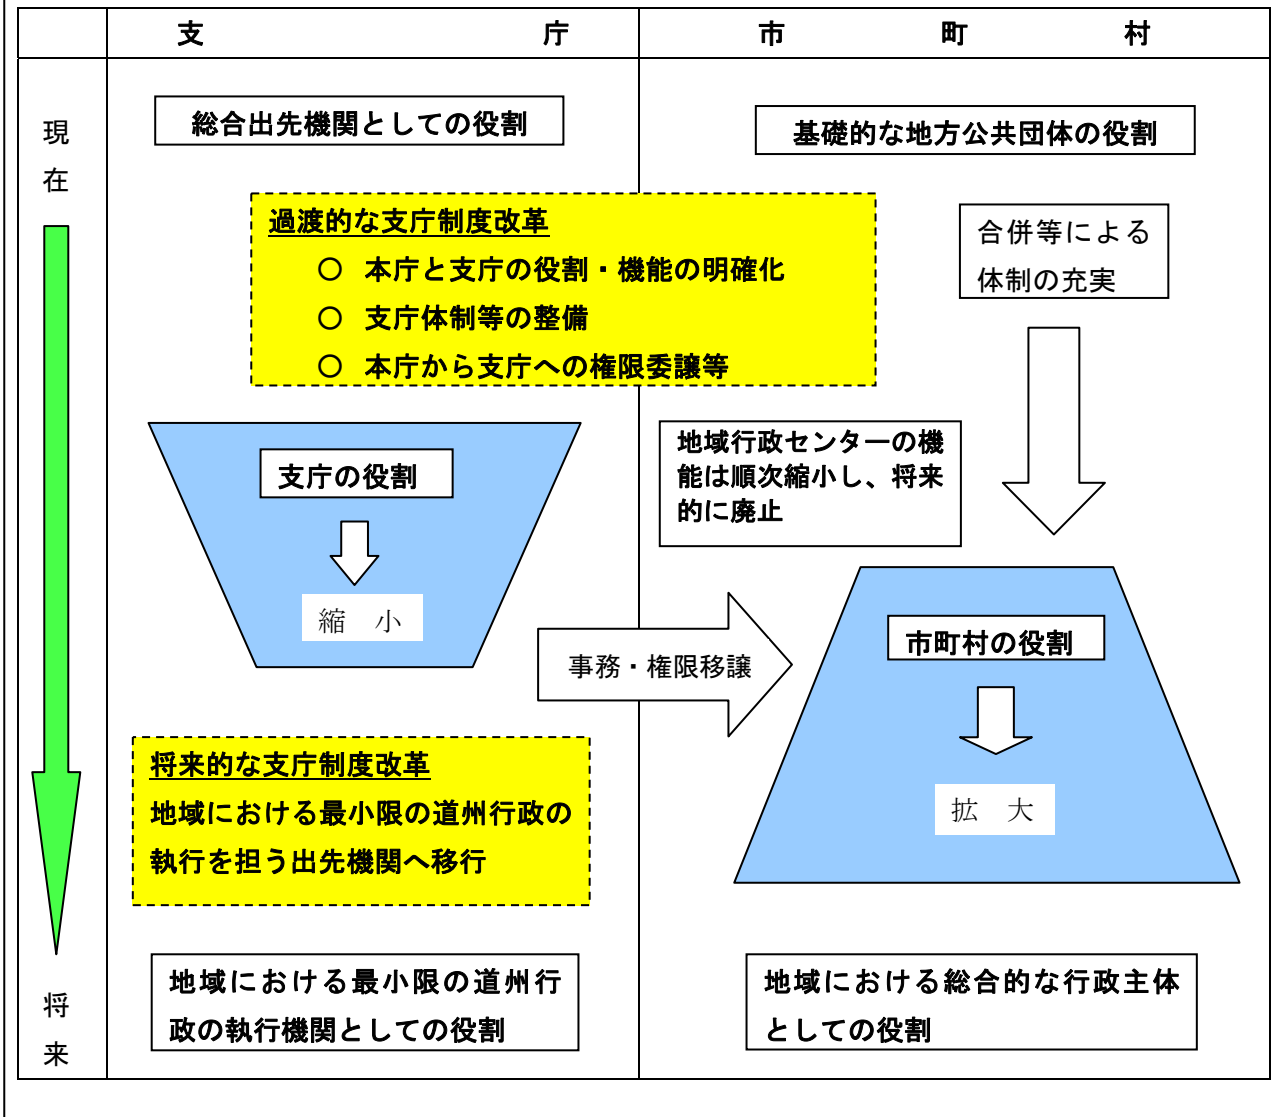 支庁
市町村
現
在
総合出先機関としての役割
基礎的な地方公共団体の役割
過渡的な支庁制度改革
○ 本庁と支庁の役割・機能の明確化
○ 支庁体制等の整備
○ 本庁から支庁への権限委譲等
合併等による
体制の充実
支庁の役割
縮 小
地域行政センターの機
能は順次縮小し、将来
的に廃止
事務・権限移譲
市町村の役割
拡 大
将来的な支庁制度改革
地域における最小限の道州行政の
執行を担う出先機関へ移行
将
来
地域における最小限の道州行
政の執行機関としての役割
地域における総合的な行政主体
としての役割